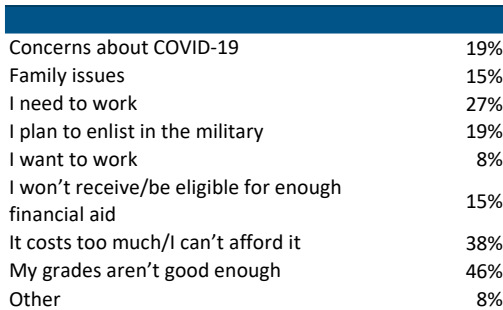 Concerns about COVID-19 19%
Family issues 15%
I need to work 27%
I plan to enlist in the military 19%
I want to work 8%
I won’t receive/be eligible for enough
financial aid 15%
It costs too much/I can’t afford it 38%
My grades aren’t good enough 46%
Other 8%